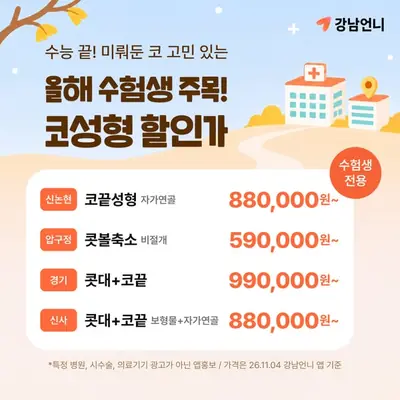 강남언니
수능 끝! 미뤄둔 코 고민 있는
올해 수험생 주목!
코성형 할인가
수험생
전용
신논현 코끝성형 자가연골 880,000원~
압구정 콧볼축소 비절개 590,000원~
경기 콧대+코끝 990,000원~
신사 콧대+코끝 보형물+자가연골 880,000원~
*특정 병원, 시수술, 의료기기 광고가 아닌 앱홍보 / 가격은 26.11.04 강남언니 앱 기준